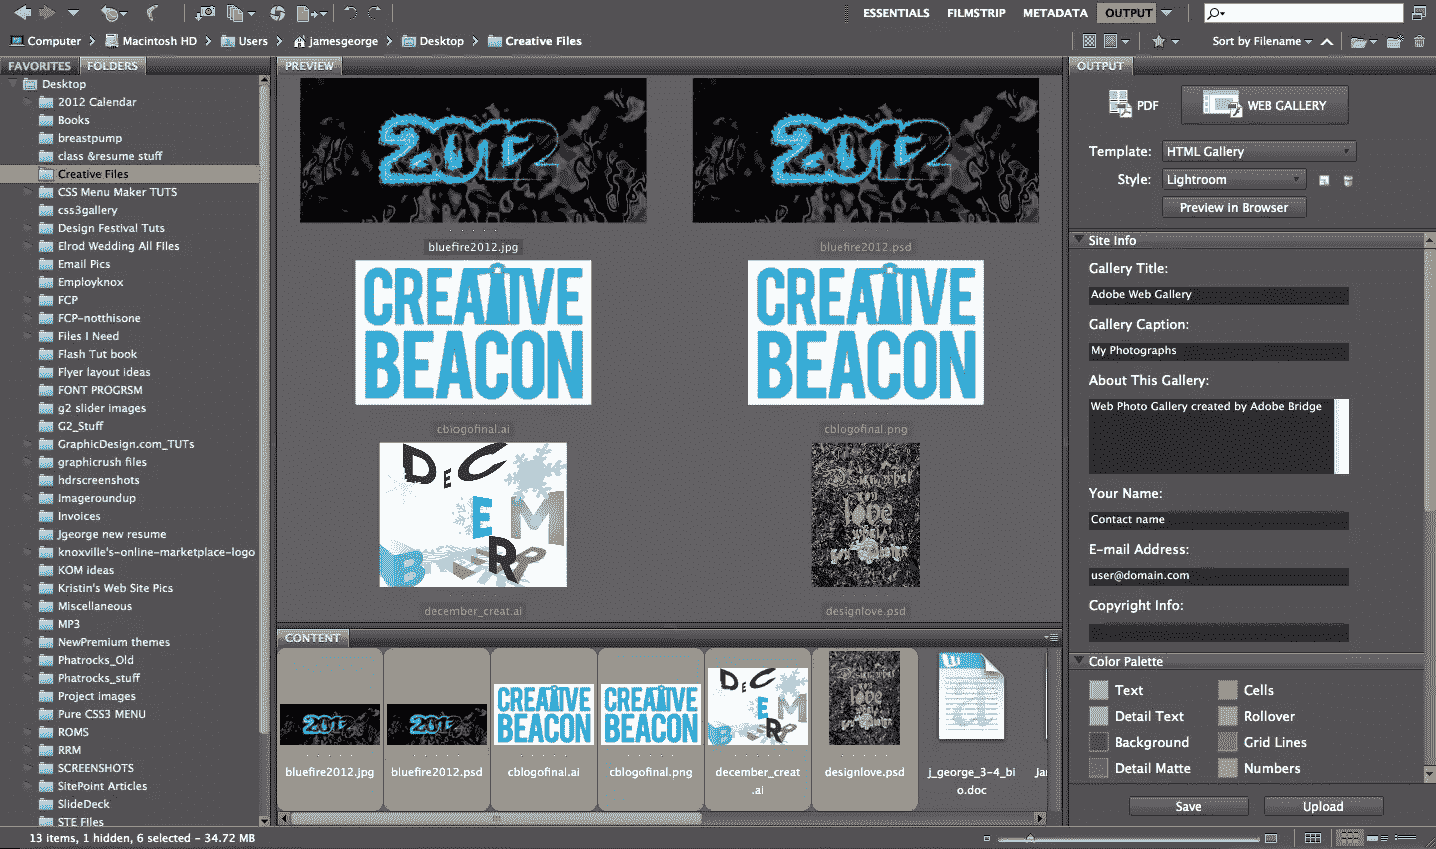 ESSENTIALS FILMSTRIP METADATA OUTPUT
Computer Macintosh HD Users jamesgeorge Desktop Creative Files
Sort by Filename
FAVORITES FOLDERS
Desktop
2012 Calendar
Books
breastpump
class &resume stuff
Creative Files
CSS Menu Maker TUTS
css3gallery
Design Festival Tuts
Elrod Wedding All FIles
Email Pics
Employknox
FCP
FCP-notthisone
Files I Need
Flash Tut book
Flyer layout ideas
FONT PROGRSM
g2 slider images
G2_Stuff
GraphicDesign.com_TUTs
graphicrush files
hdrscreenshots
Imageroundup
Invoices
Jgeorge new resume
knoxville's-online-marketplace-logo
KOM ideas
Kristin's Web Site Pics
Miscellaneous
MP3
NewPremium themes
Phatrocks_Old
Phatrocks_stuff
Project images
Pure CSS3 MENU
ROMS
RRM
SCREENSHOTS
SitePoint Articles
SlideDeck
STE FIles
PREVIEW
2012
2012
bluefire2012.jpg
bluefire2012.psd
CREATIVE
BEACON
CREATIVE
BEACON
cblogofinal.ai
cblogofinal.png
DECEMBER
love
december_creat.ai
designlove.psd
CONTENT
2012
2012
CREATIVE
BEACON
CREATIVE
BEACON
DECEMBER
bluefire2012.jpg
bluefire2012.psd
cblogofinal.ai
cblogofinal.png
december_creat
.ai
designlove.psd
j_george_3-4_bi
o.doc
OUTPUT
PDF WEB GALLERY
Template: HTML Gallery
Style: Lightroom
Preview in Browser
Site Info
Gallery Title:
Adobe Web Gallery
Gallery Caption:
My Photographs
About This Gallery:
Web Photo Gallery created by Adobe Bridge
Your Name:
Contact name
E-mail Address:
user@domain.com
Copyright Info:
Color Palette
Text Cells
Detail Text Rollover
Background Grid Lines
Detail Matte Numbers
Save Upload
13 items, 1 hidden, 6 selected - 34.72 MB